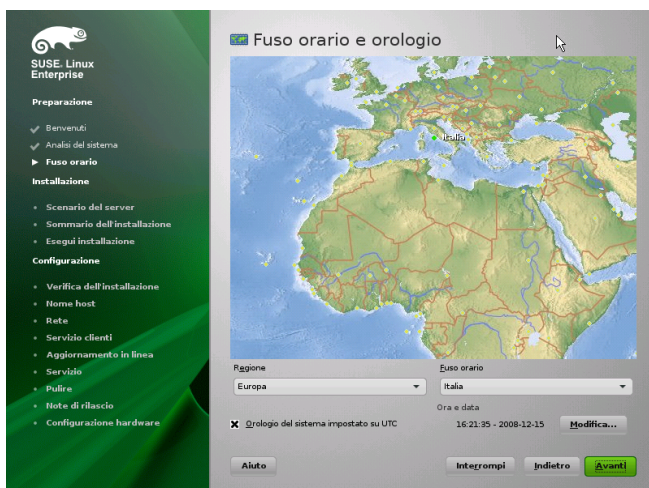 SUSE. Linux
Enterprise
Preparazione
Benvenuti
Analisi del sistema
Fuso orario
Installazione
Scenario del server
Sommario dell'installazione
Esegui installazione
Configurazione
Verifica dell'installazione
Nome host
Rete
Servizio clienti
Aggiornamento in linea
Servizio
Pulire
Note di rilascio
Configurazione hardware
Fuso orario e orologio
Italia
Regione
Fuso orario
Europa
Italia
Ora e data
Orologio del sistema impostato su UTC
16:21:35 - 2008-12-15
Modifica...
Aiuto
Interrompi
Indietro
Avanti